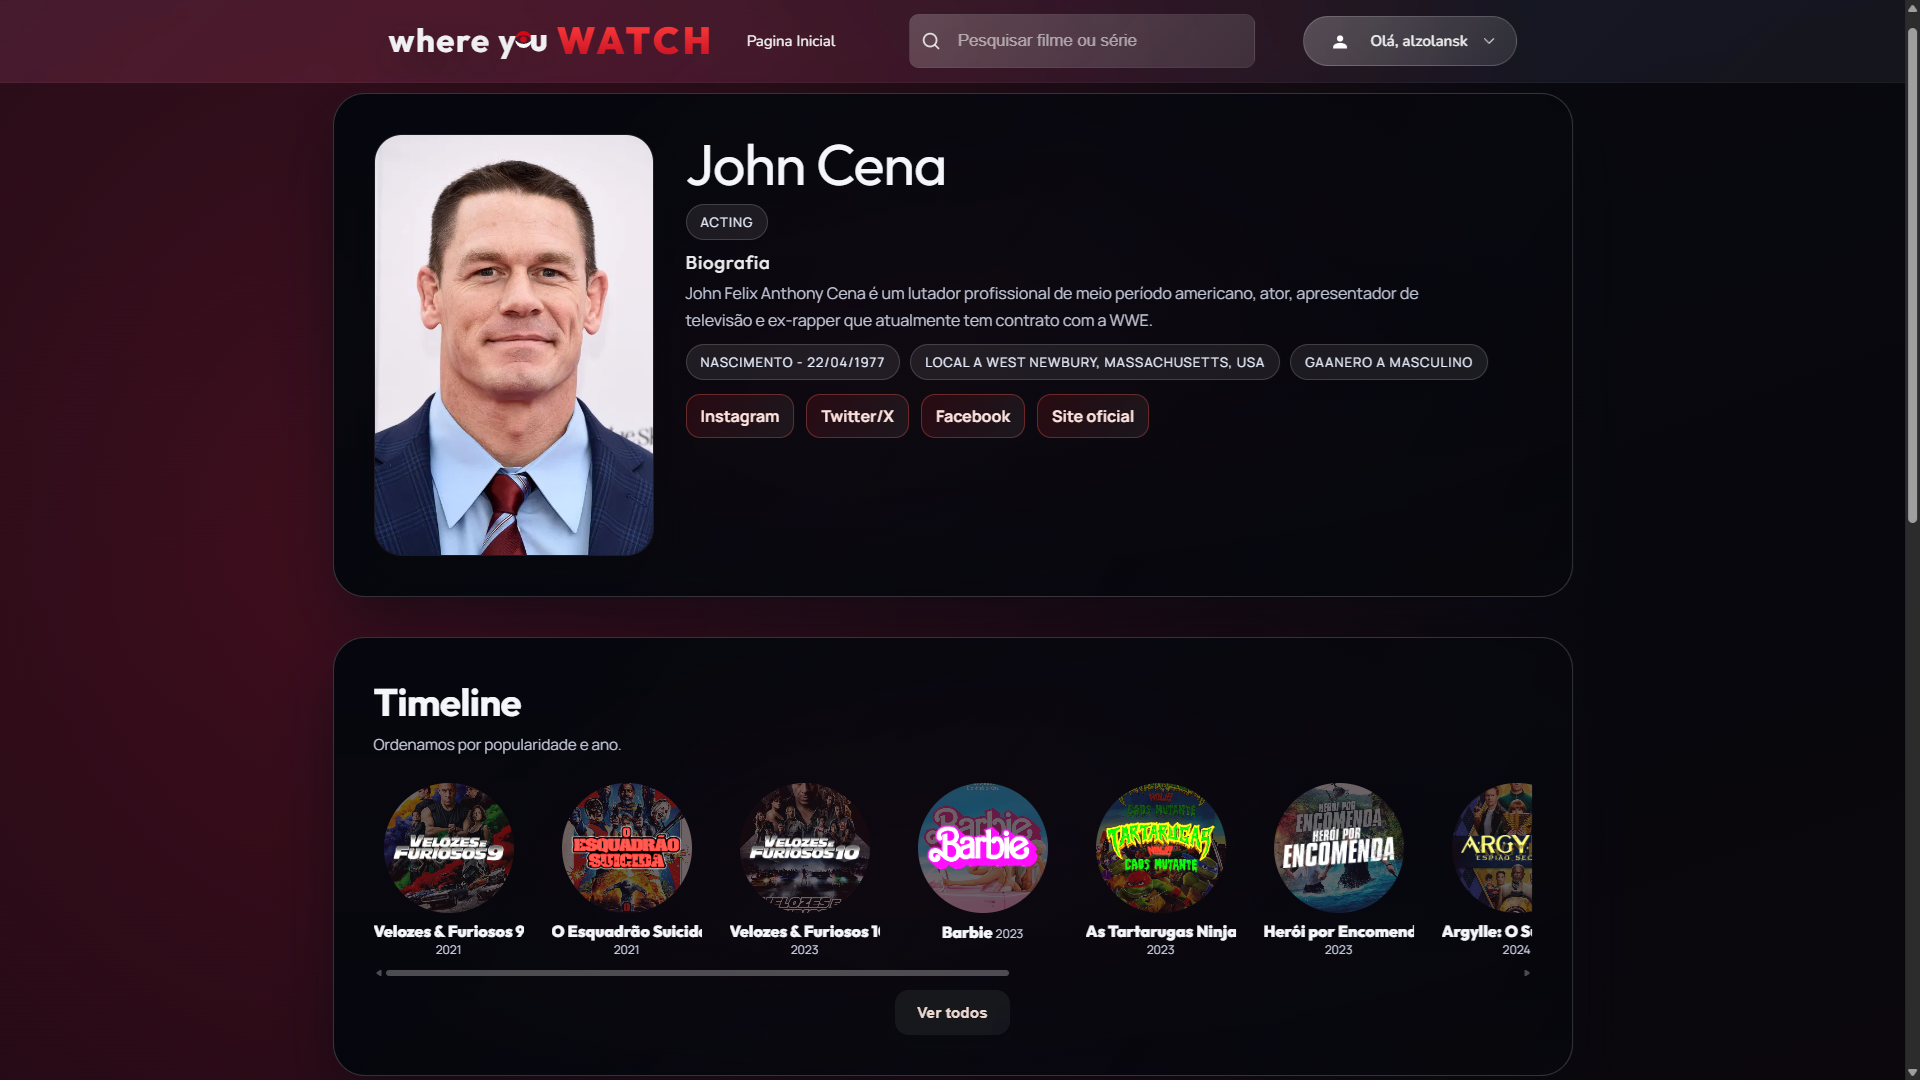 where you WATCH
Pagina Inicial
Pesquisar filme ou série
Olá, alzolansk
John Cena
ACTING
Biografia
John Felix Anthony Cena é um lutador profissional de meio período americano, ator, apresentador de
televisão e ex-rapper que atualmente tem contrato com a WWE.
NASCIMENTO - 22/04/1977
LOCAL A WEST NEWBURY, MASSACHUSETTS, USA
GAANERO A MASCULINO
Instagram
Twitter/X
Facebook
Site oficial
Timeline
Ordenamos por popularidade e ano.
VELOZES & FURIOSOS 9
O ESQUADRÃO SUICIDA
VELOZES & FURIOSOS 10
Barbie
TARTARUGAS NINJA
CAOS MUTANTE
HERÓI POR
ENCOMENDA
ARGY
Velozes & Furiosos 9
2021
O Esquadrão Suicida
2021
Velozes & Furiosos 1
2023
Barbie 2023
As Tartarugas Ninja
2023
Herói por Encomend
2023
Argylle: O S
2024
Ver todos